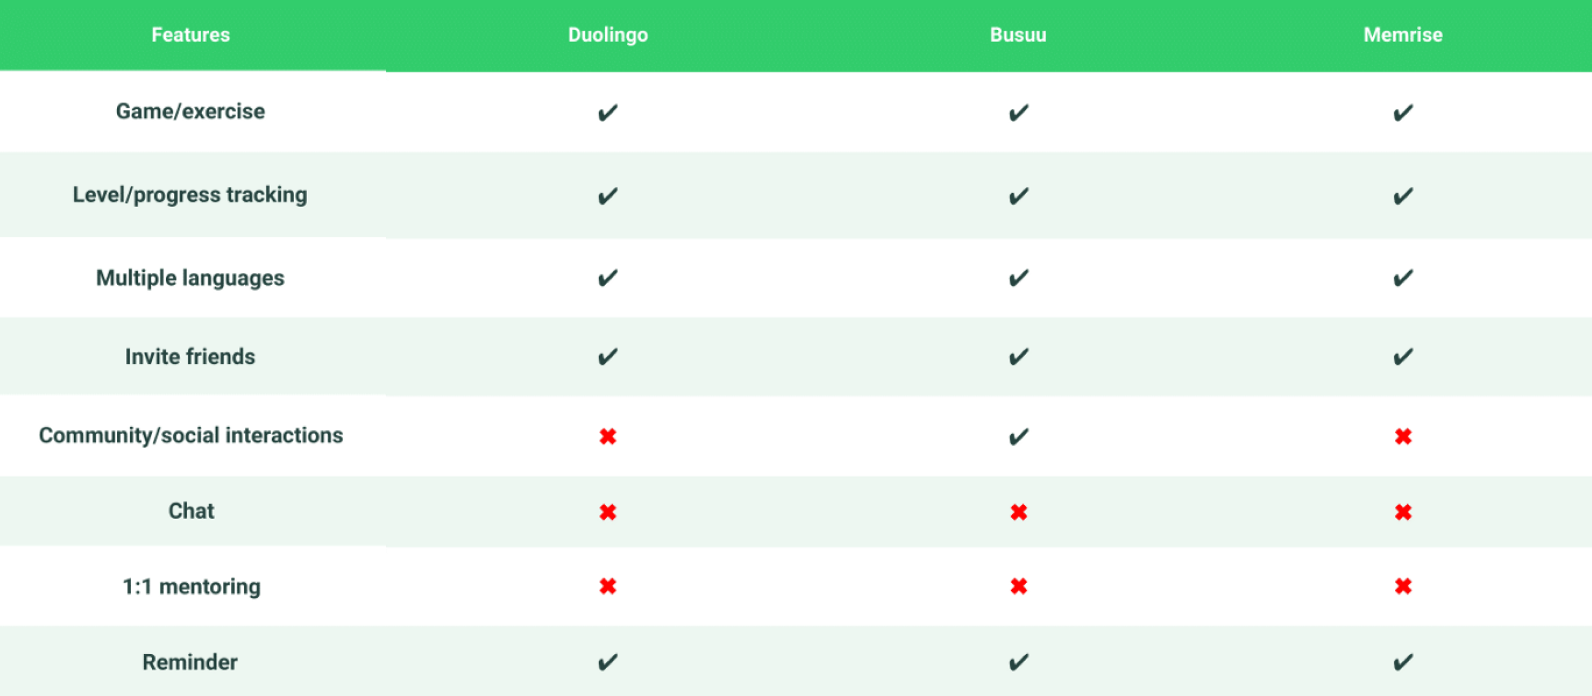 Features Duolingo Busuu Memrise
Game/exercise ✔ ✔ ✔
Level/progress tracking ✔ ✔ ✔
Multiple languages ✔ ✔ ✔
Invite friends ✔ ✔ ✔
Community/social interactions ✖ ✔ ✖
Chat ✖ ✖ ✖
1:1 mentoring ✖ ✖ ✖
Reminder ✔ ✔ ✔